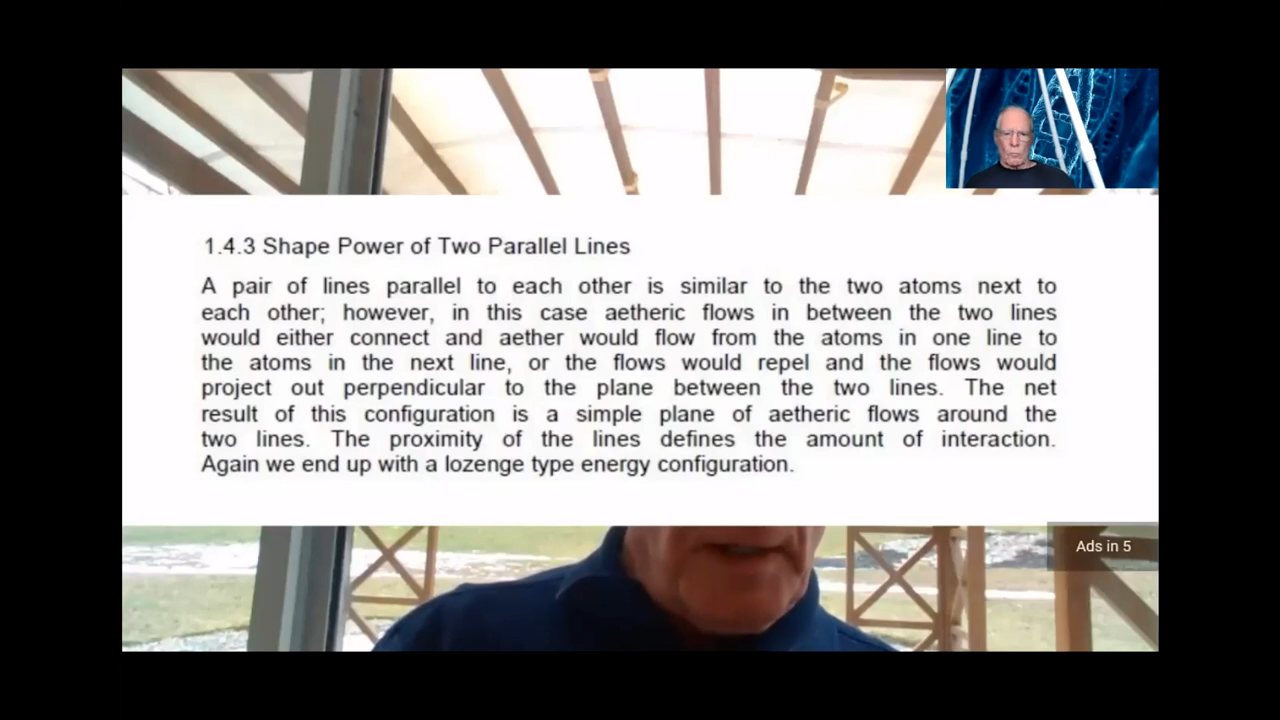 1.4.3 Shape Power of Two Parallel Lines
A pair of lines parallel to each other is similar to the two atoms next to
each other; however, in this case aetheric flows in between the two lines
would either connect and aether would flow from the atoms in one line to
the atoms in the next line, or the flows would repel and the flows would
project out perpendicular to the plane between the two lines. The net
result of this configuration is a simple plane of aetheric flows around the
two lines. The proximity of the lines defines the amount of interaction.
Again we end up with a lozenge type energy configuration.
Ads in 5